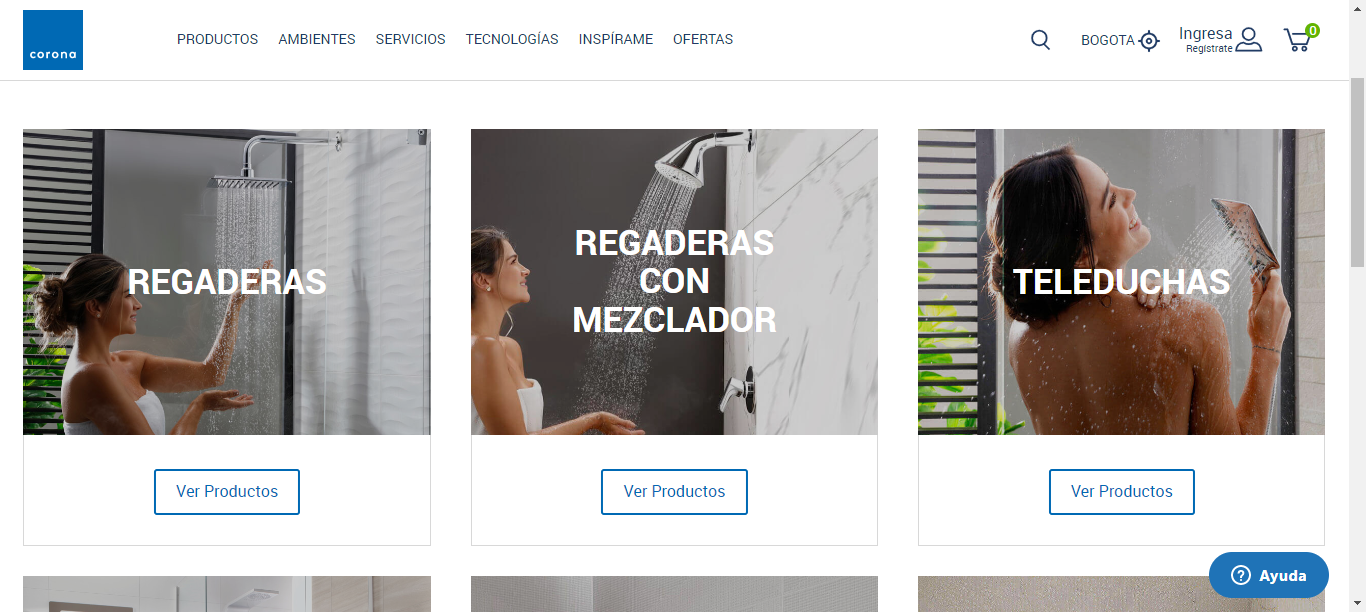 corona
PRODUCTOS AMBIENTES SERVICIOS TECNOLOGÍAS INSPÍRAME OFERTAS
BOGOTA
Ingresa
Regístrate
0
REGADERAS
REGADERAS
CON
MEZCLADOR
TELEDUCHAS
Ver Productos
Ver Productos
Ver Productos
? Ayuda